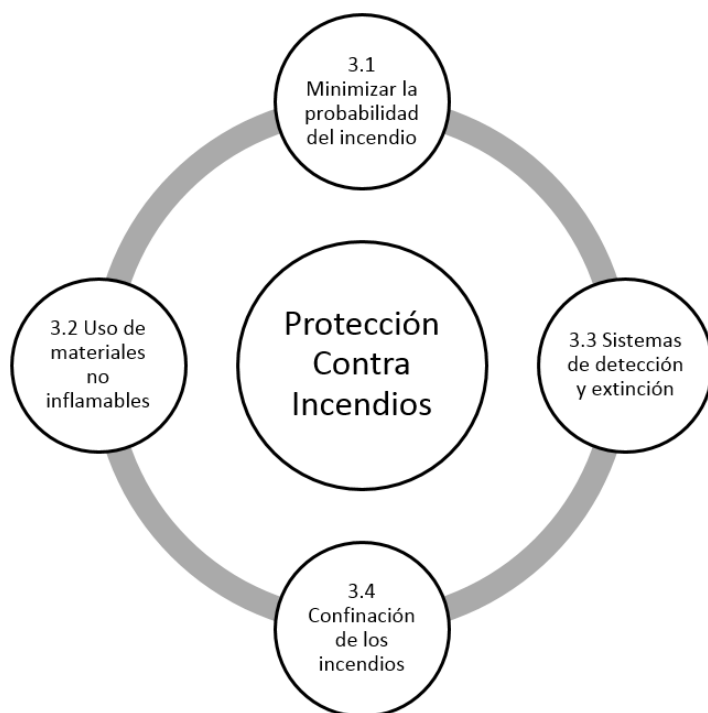 3.1
Minimizar la
probabilidad
del incendio
3.2 Uso de
materiales
no
inflamables
Protección
Contra
Incendios
3.3 Sistemas
de detección
y extinción
3.4
Confinación
de los
incendios